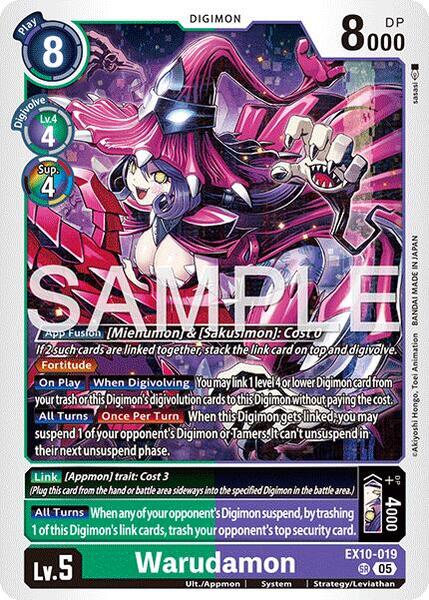 Play
8
DIGIMON
8000 DP
Digivolve
Lv.4
4
Sup.
4
sasasi
©Akiyoshi Hongo, Toei Animation BANDAI MADE IN JAPAN
SAMPLE
App Fusion [Mienumon] & [Sakusimon]: Cost 0
If 2 such cards are linked together, stack the link card on top and digivolve.
Fortitude
On Play When Digivolving You may link 1 level 4 or lower Digimon card from
your trash or this Digimon's digivolution cards to this Digimon without paying the cost.
All Turns Once Per Turn When this Digimon gets linked, you may
suspend 1 of your opponent's Digimon or Tamers. It can't unsuspend in
their next unsuspend phase.
Link [Appmon] trait: Cost 3
(Plug this card from the hand or battle area sideways into the specified Digimon in the battle area.)
All Turns When any of your opponent's Digimon suspend, by trashing
1 of this Digimon's link cards, trash your opponent's top security card.
DP
+4000
Lv.5
Warudamon
EX10-019
SR 05
Ult./Appmon System Strategy/Leviathan